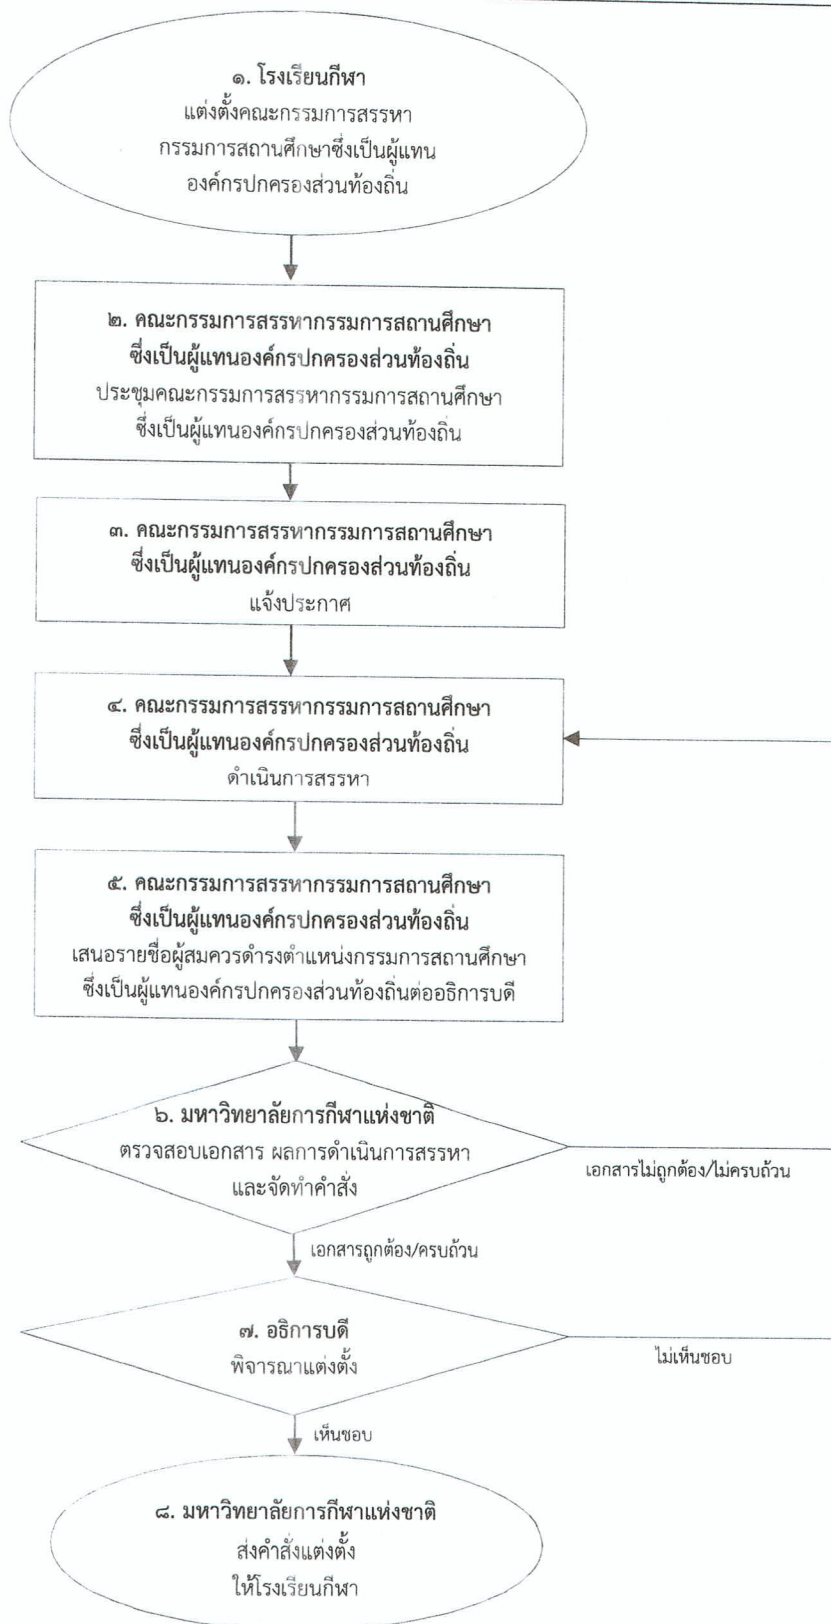 ๑. โรงเรียนกีฬา
แต่งตั้งคณะกรรมการสรรหา
กรรมการสถานศึกษาซึ่งเป็นผู้แทน
องค์กรปกครองส่วนท้องถิ่น
๒. คณะกรรมการสรรหากรรมการสถานศึกษา
ซึ่งเป็นผู้แทนองค์กรปกครองส่วนท้องถิ่น
ประชุมคณะกรรมการสรรหากรรมการสถานศึกษา
ซึ่งเป็นผู้แทนองค์กรปกครองส่วนท้องถิ่น
๓. คณะกรรมการสรรหากรรมการสถานศึกษา
ซึ่งเป็นผู้แทนองค์กรปกครองส่วนท้องถิ่น
แจ้งประกาศ
๔. คณะกรรมการสรรหากรรมการสถานศึกษา
ซึ่งเป็นผู้แทนองค์กรปกครองส่วนท้องถิ่น
ดำเนินการสรรหา
๕. คณะกรรมการสรรหากรรมการสถานศึกษา
ซึ่งเป็นผู้แทนองค์กรปกครองส่วนท้องถิ่น
เสนอรายชื่อผู้สมควรดำรงตำแหน่งกรรมการสถานศึกษา
ซึ่งเป็นผู้แทนองค์กรปกครองส่วนท้องถิ่นต่ออธิการบดี
๖. มหาวิทยาลัยการกีฬาแห่งชาติ
ตรวจสอบเอกสาร ผลการดำเนินการสรรหา
และจัดทำคำสั่ง
เอกสารไม่ถูกต้อง/ไม่ครบถ้วน
เอกสารถูกต้อง/ครบถ้วน
๗. อธิการบดี
พิจารณาแต่งตั้ง
ไม่เห็นชอบ
เห็นชอบ
๘. มหาวิทยาลัยการกีฬาแห่งชาติ
ส่งคำสั่งแต่งตั้ง
ให้โรงเรียนกีฬา